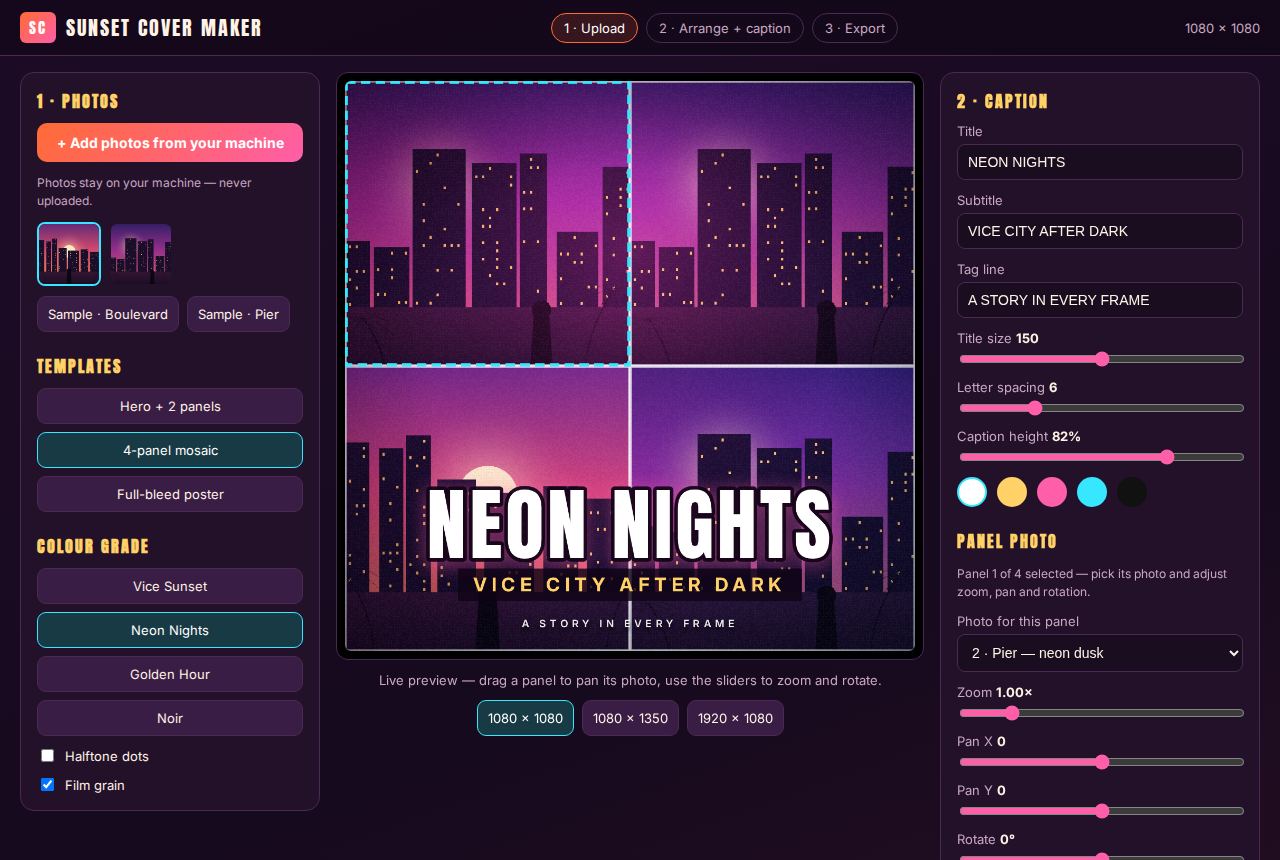 SC
SUNSET COVER MAKER
1 · Upload
2 · Arrange + caption
3 · Export
1080 × 1080
1 · PHOTOS
+ Add photos from your machine
Photos stay on your machine — never
uploaded.
Sample · Boulevard
Sample · Pier
TEMPLATES
Hero + 2 panels
4-panel mosaic
Full-bleed poster
COLOUR GRADE
Vice Sunset
Neon Nights
Golden Hour
Noir
Halftone dots
Film grain
NEON NIGHTS
VICE CITY AFTER DARK
A STORY IN EVERY FRAME
Live preview — drag a panel to pan its photo, use the sliders to zoom and rotate.
1080 × 1080
1080 × 1350
1920 × 1080
2 · CAPTION
Title
NEON NIGHTS
Subtitle
VICE CITY AFTER DARK
Tag line
A STORY IN EVERY FRAME
Title size 150
Letter spacing 6
Caption height 82%
PANEL PHOTO
Panel 1 of 4 selected — pick its photo and adjust
zoom, pan and rotation.
Photo for this panel
2 · Pier — neon dusk
Zoom 1.00×
Pan X 0
Pan Y 0
Rotate 0°